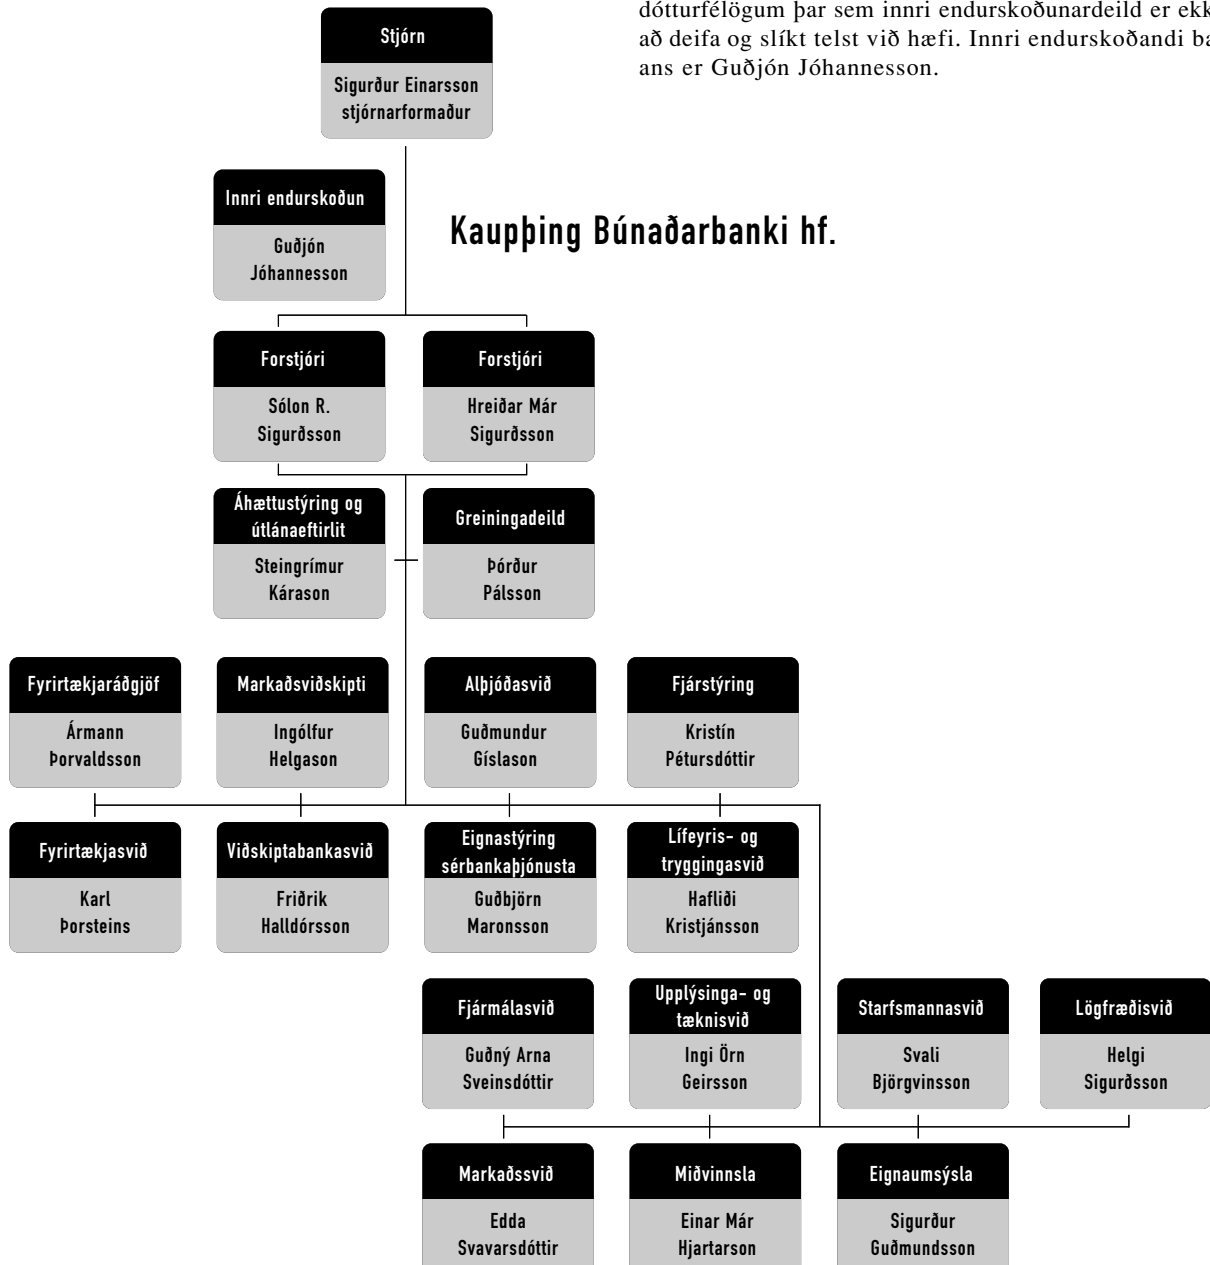 dótturfélögum þar sem innri endurskoðunardeild er
að deifa og slíkt telst við hæfi. Innri endurskoðandi
ans er Guðjón Jóhannesson.
Stjórn
Sigurður Einarsson
stjórnarformaður
Innri endurskoðun
Guðjón
Jóhannesson
Kaupþing Búnaðarbanki hf.
Forstjóri
Sólon R.
Sigurðsson
Forstjóri
Hreiðar Már
Sigurðsson
Áhættustýring og
útlánaeftirlit
Steingrímur
Kárason
Greiningadeild
Þórður
Pálsson
Fyrirtækjaráðgjöf
Ármann
Þorvaldsson
Markaðsviðskipti
Ingólfur
Helgason
Alþjóðasvið
Guðmundur
Gíslason
Fjárstýring
Kristín
Pétursdóttir
Fyrirtækjasvið
Karl
Þorsteins
Viðskiptabankasvið
Friðrik
Halldórsson
Eignastýring
sérbankaþjónusta
Guðbjörn
Maronsson
Lífeyris- og
tryggingasvið
Hafliði
Kristjánsson
Fjármálasvið
Guðný Arna
Sveinsdóttir
Upplýsinga- og
tæknisvið
Ingi Örn
Geirsson
Starfsmannasvið
Svali
Björgvinsson
Lögfræðisvið
Helgi
Sigurðsson
Markaðssvið
Edda
Svavarsdóttir
Miðvinnsla
Einar Már
Hjartarson
Eignaumsýsla
Sigurður
Guðmundsson